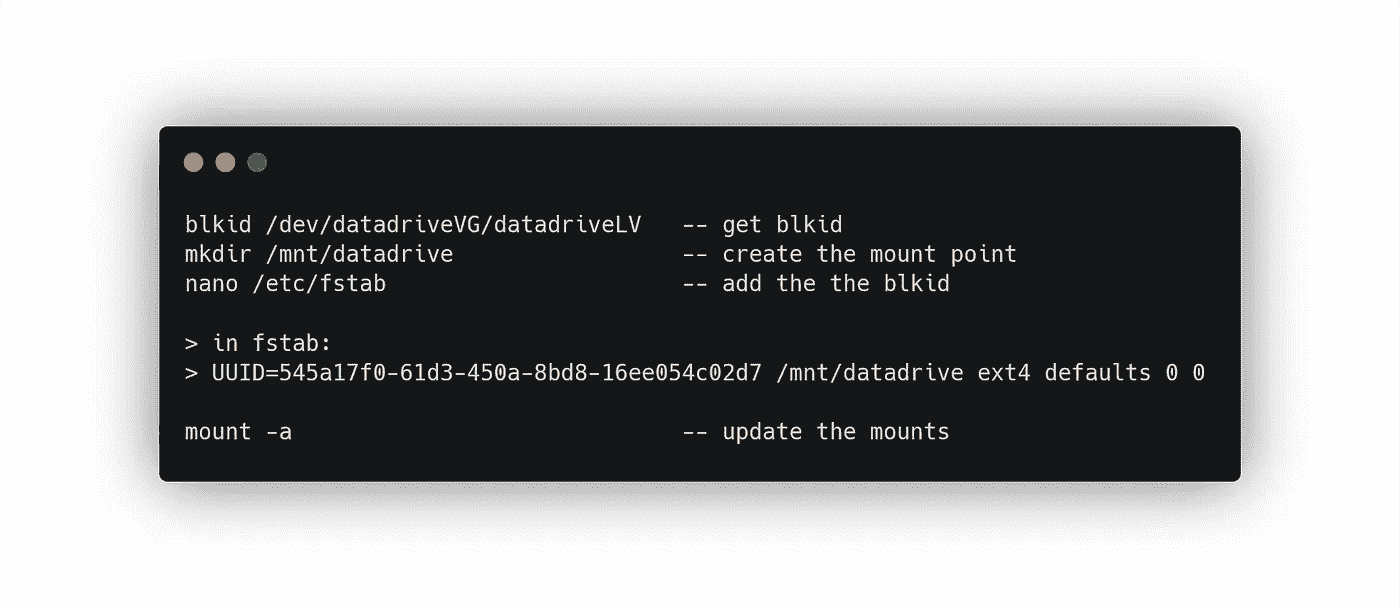 blkid /dev/datadriveVG/datadriveLV   -- get blkid
mkdir /mnt/datadrive                 -- create the mount point
nano /etc/fstab                      -- add the the blkid
> in fstab:
> UUID=545a17f0-61d3-450a-8bd8-16ee054c02d7 /mnt/datadrive ext4 defaults 0 0
mount -a                             -- update the mounts